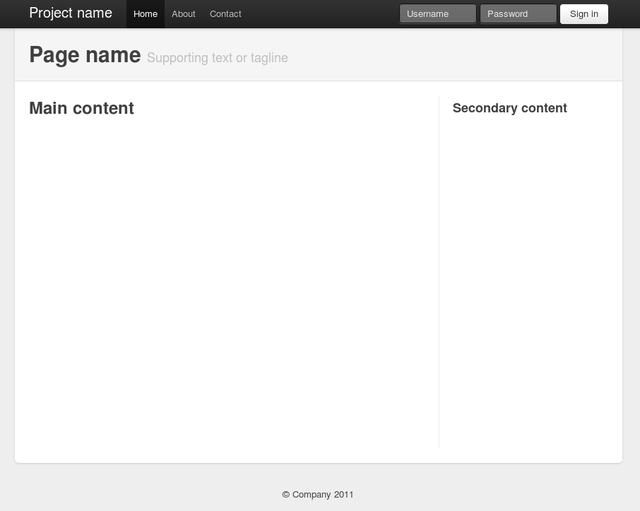 Project name Home About Contact Username Password Sign in
Page name Supporting text or tagline
Main content
Secondary content
© Company 2011